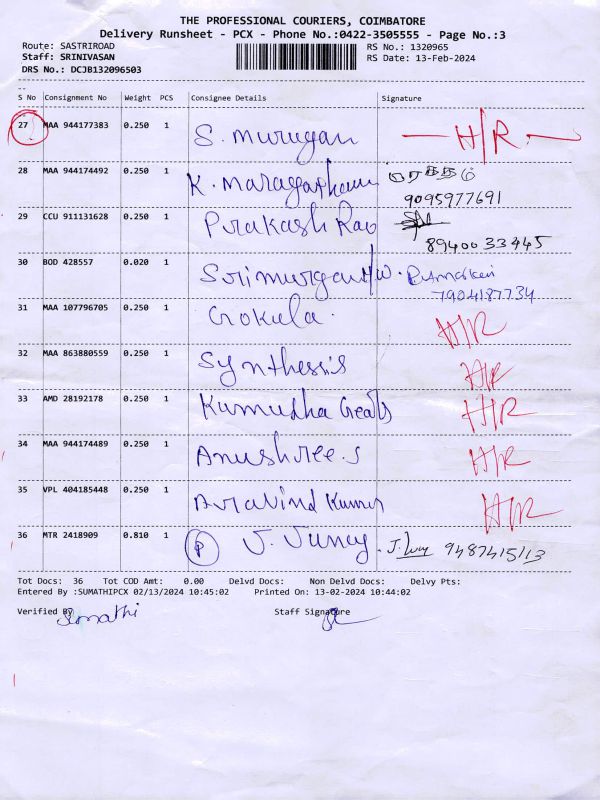 THE PROFESSIONAL COURIERS, COIMBATORE
Delivery Runsheet - PCX - Phone No.:0422-3505555 - Page No.:3
Route: SASTRIROAD
RS No.: 1320965
Staff: SRINIVASAN
RS Date: 13-Feb-2024
DRS No.: DCJB132096503
S No Consignment No Weight PCS Consignee Details Signature
27 MAA 944177383 0.250 1 S. Murugan H/R
28 MAA 944174492 0.250 1 K. Maragatham
9095977691
29 CCU 911131628 0.250 1 Prakash Rao
8940033445
30 BOD 428557 0.020 1
7904187734
31 MAA 107796705 0.250 1 Gokula. H/R
32 MAA 863880559 0.250 1 Synthesis H/R
33 AMD 28192178 0.250 1 Kumudha H/R
34 MAA 944174489 0.250 1 Anushree.S H/R
35 VPL 404185448 0.250 1 Aravind Kumar H/R
36 MTR 2418909 0.810 1 P J. Juncy. 9487415113
Tot Docs: 36 Tot COD Amt: 0.00 Delvd Docs: Non Delvd Docs: Delvy Pts:
Entered By :SUMATHIPCX 02/13/2024 10:45:02 Printed On: 13-02-2024 10:44:02
Verified By Staff Signature